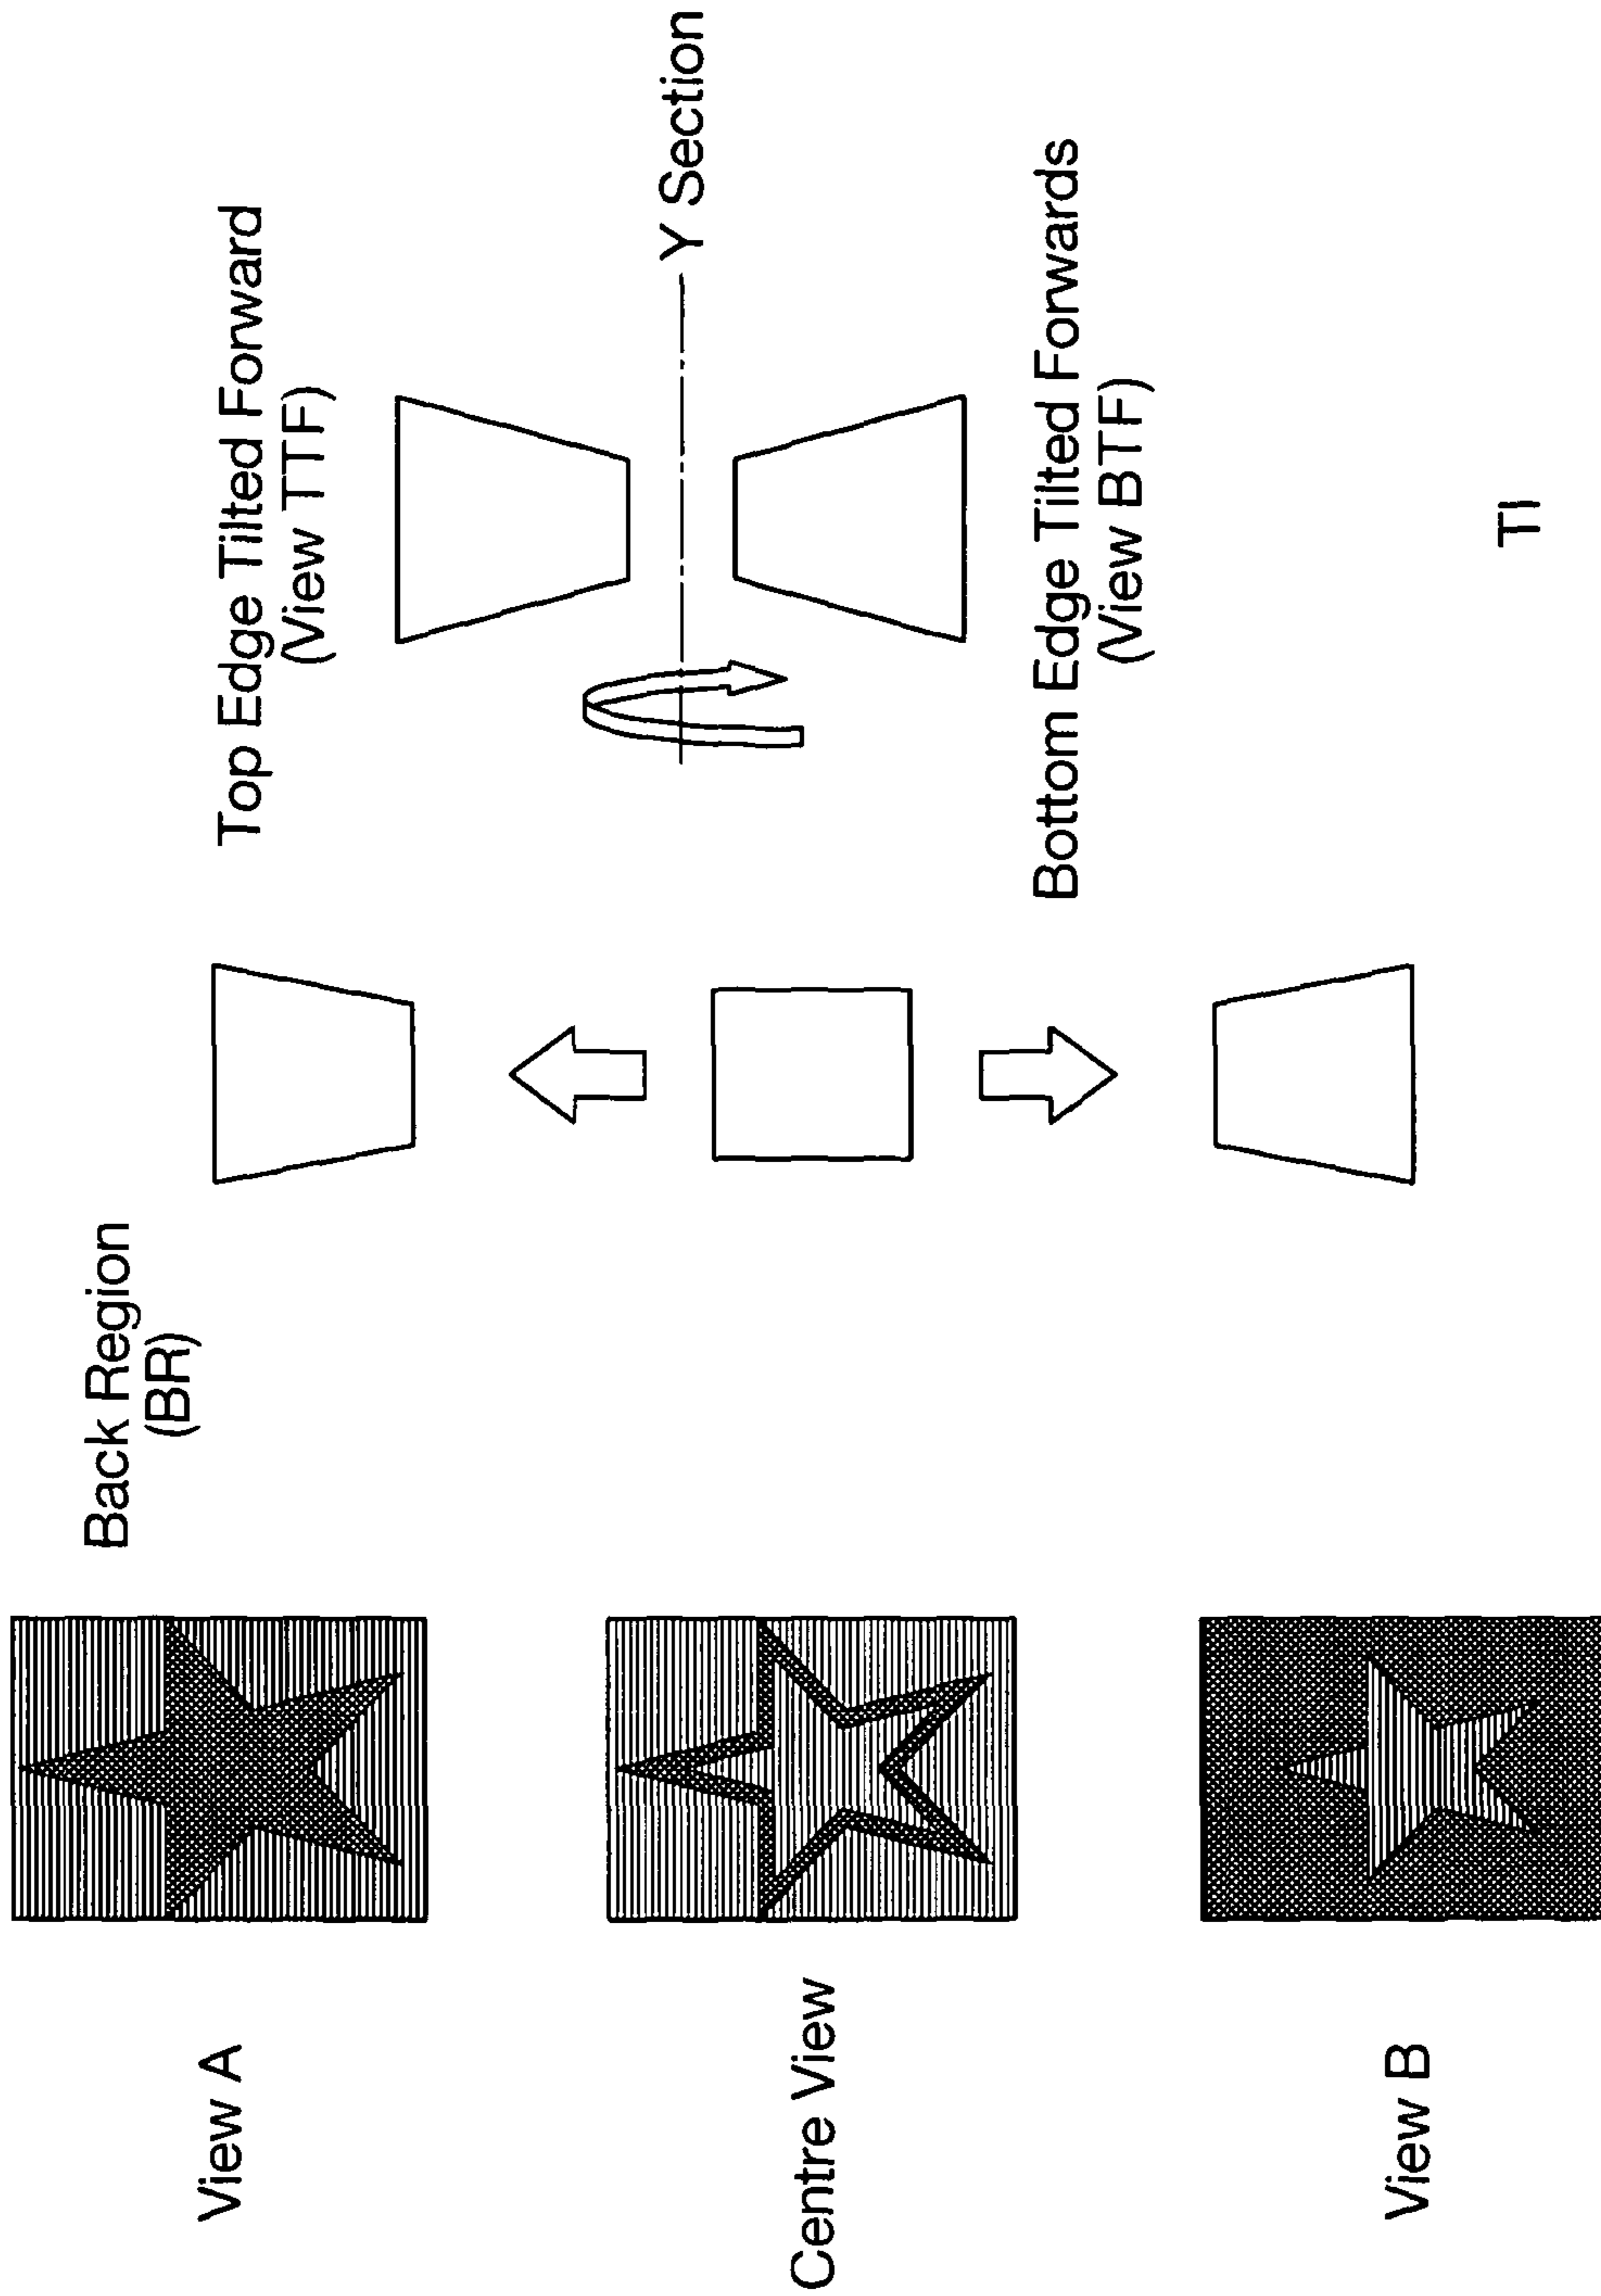 Back Region
(BR)
Top Edge Tilted Forward
(View TTF)
View A
Y Section
Centre View
Bottom Edge Tilted Forwards
(View BTF)
View B
TI